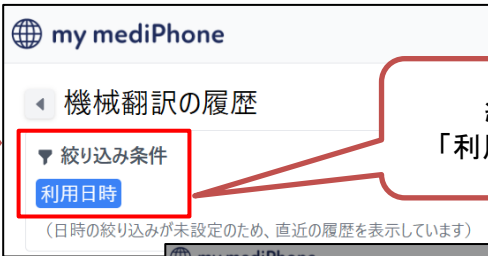 my mediPhone
機械翻訳の履歴
▼ 絞り込み条件
「利用
利用日時
(日時の絞り込みが未設定のため、直近の履歴を表示しています)
my mediPhone